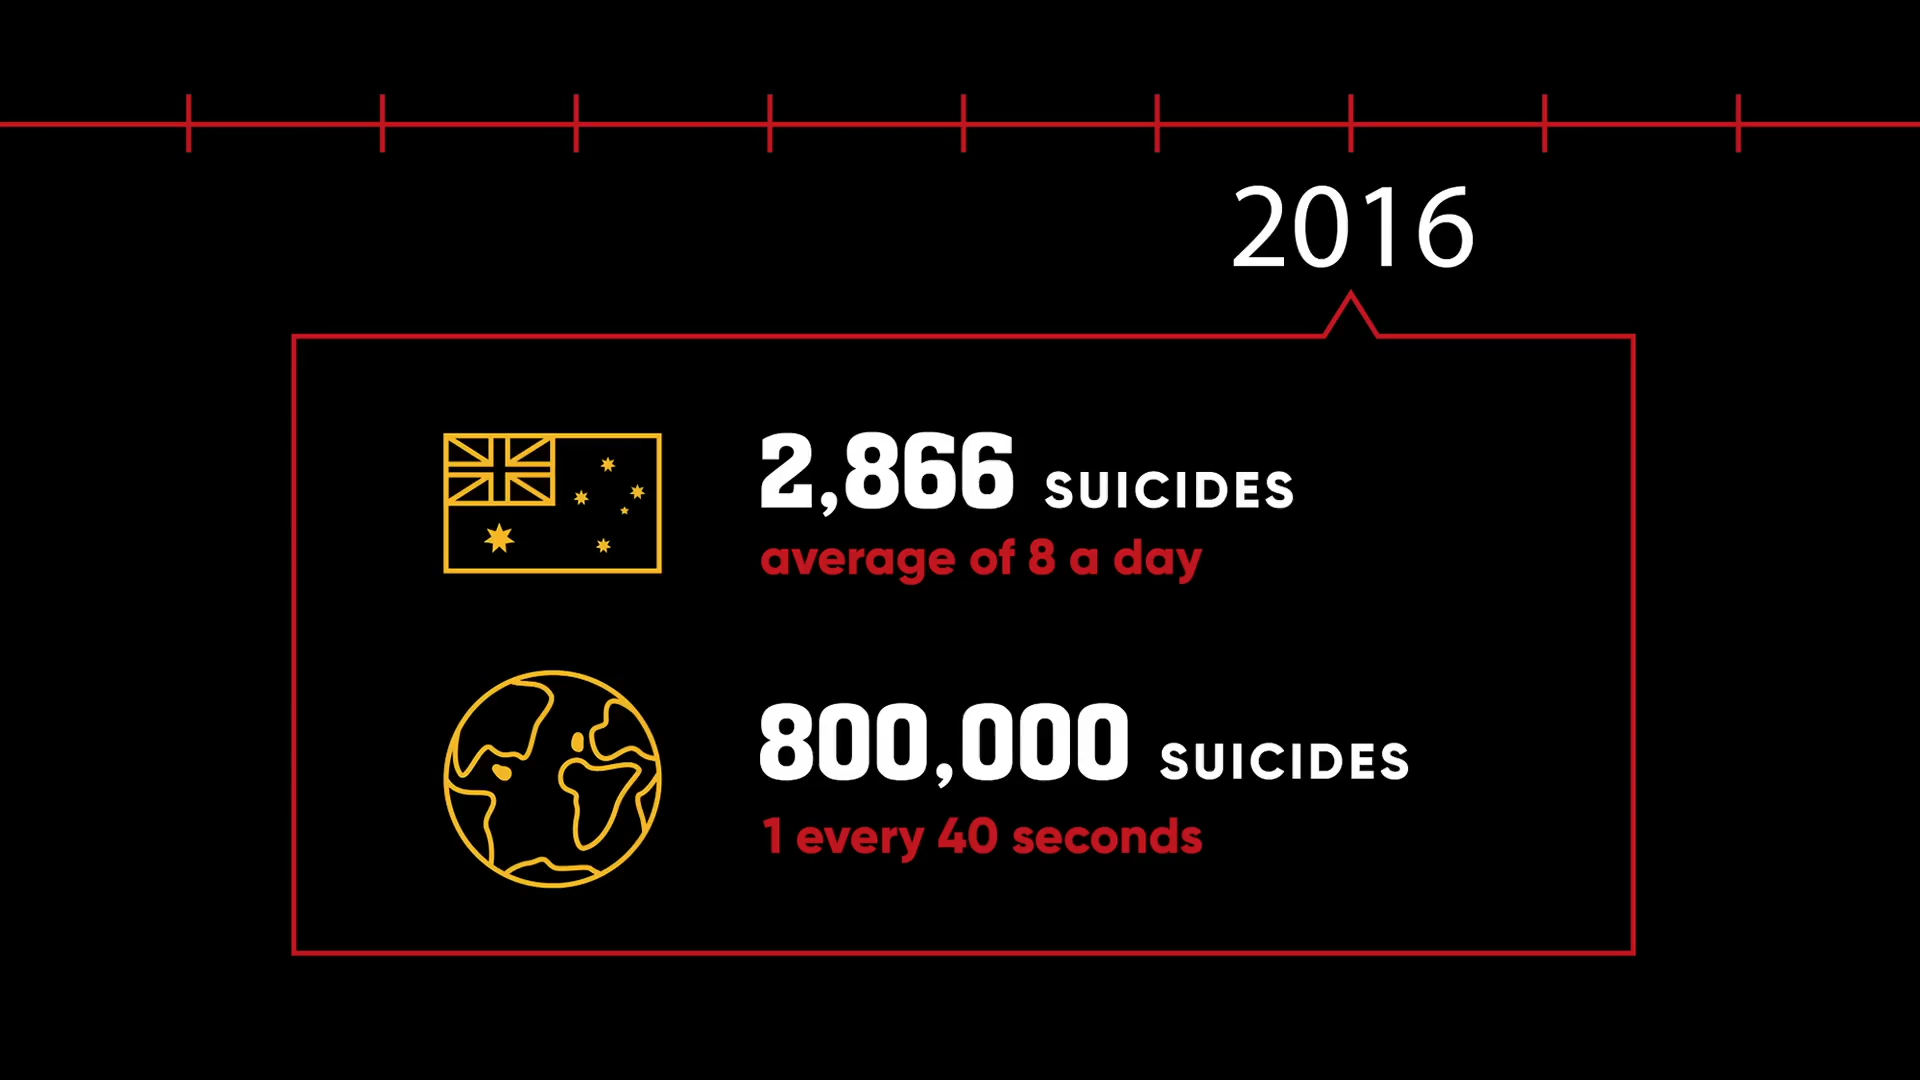 2016
2,866 SUICIDES
average of 8 a day
800,000 SUICIDES
1 every 40 seconds